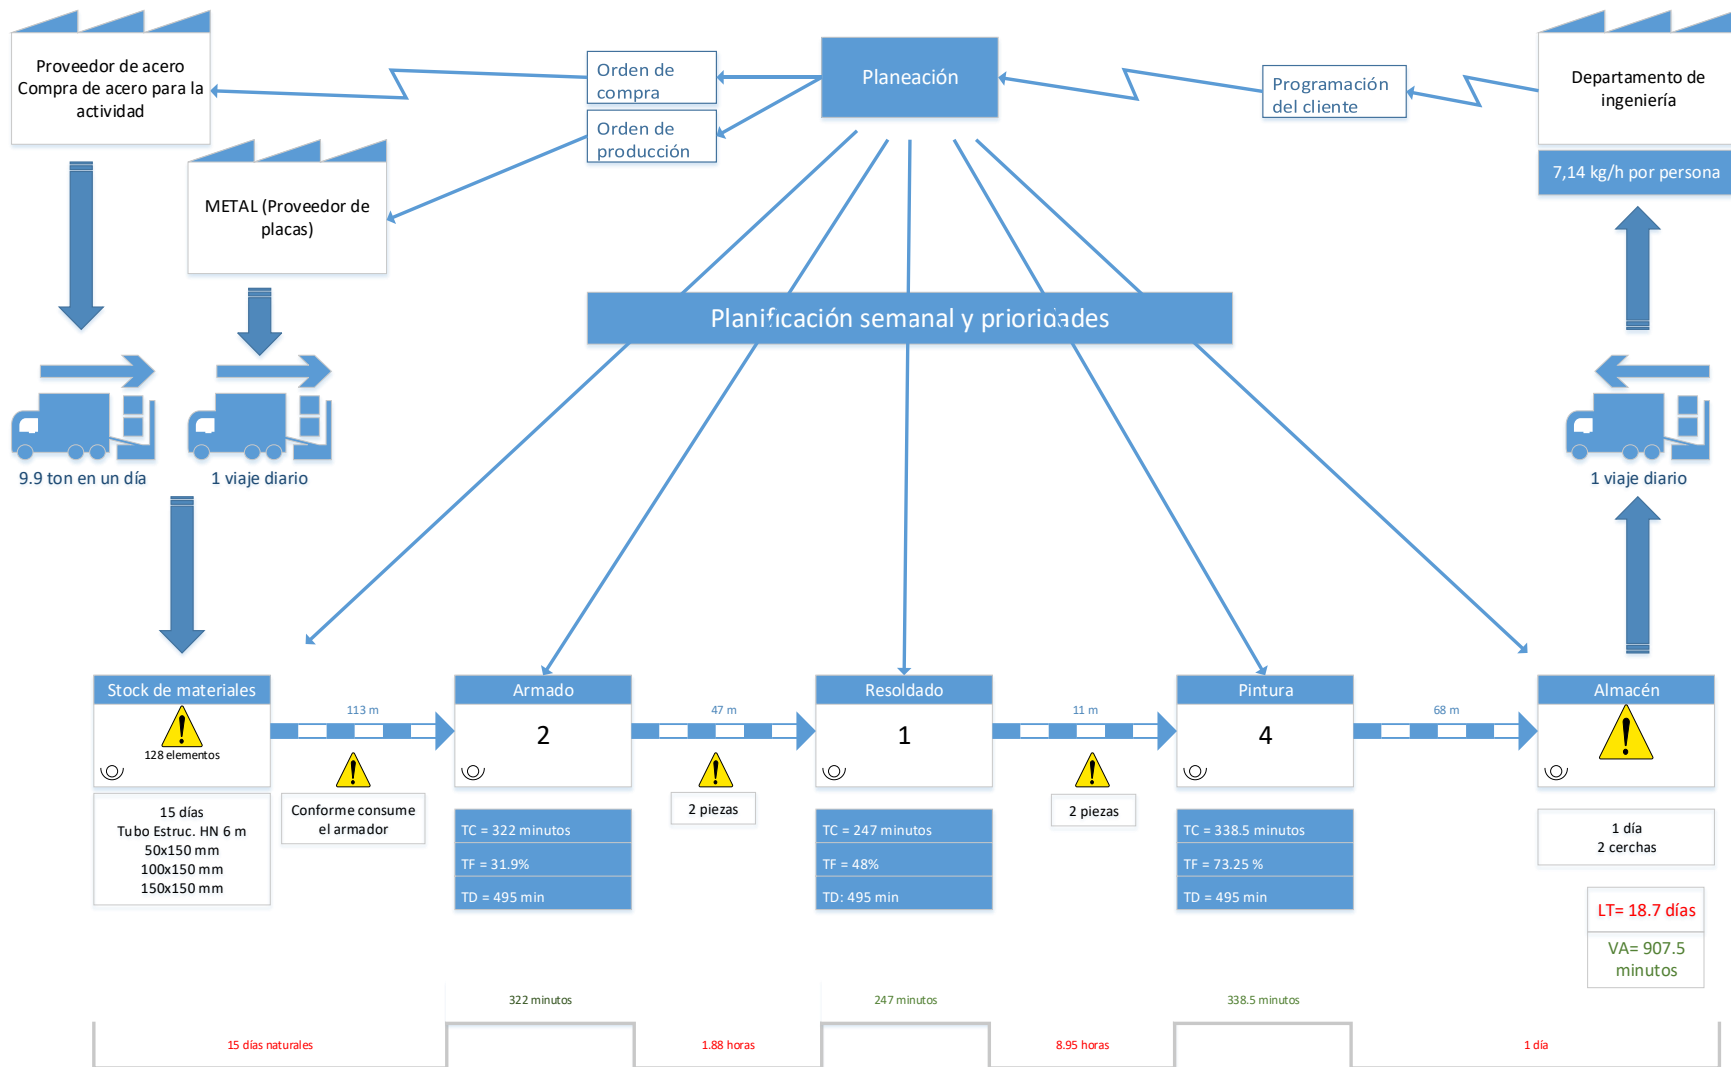 Proveedor de acero
Compra de acero para la
actividad
Orden de
compra
Planeación
Programación
del cliente
Departamento de
ingeniería
Orden de
producción
7,14 kg/h por persona
METAL (Proveedor de
placas)
Planificación semanal y prioridades
9.9 ton en un día
1 viaje diario
1 viaje diario
Stock de materiales
128 elementos
15 días
Tubo Estruc. HN 6 m
50x150 mm
100x150 mm
150x150 mm
113 m
Conforme consume
el armador
Armado
2
TC = 322 minutos
TF = 31.9%
TD = 495 min
47 m
2 piezas
Resoldado
1
TC = 247 minutos
TF = 48%
TD: 495 min
11 m
2 piezas
Pintura
4
TC = 338.5 minutos
TF = 73.25 %
TD = 495 min
68 m
Almacén
1 día
2 cerchas
LT= 18.7 días
VA= 907.5
minutos
322 minutos
247 minutos
338.5 minutos
15 días naturales
1.88 horas
8.95 horas
1 día